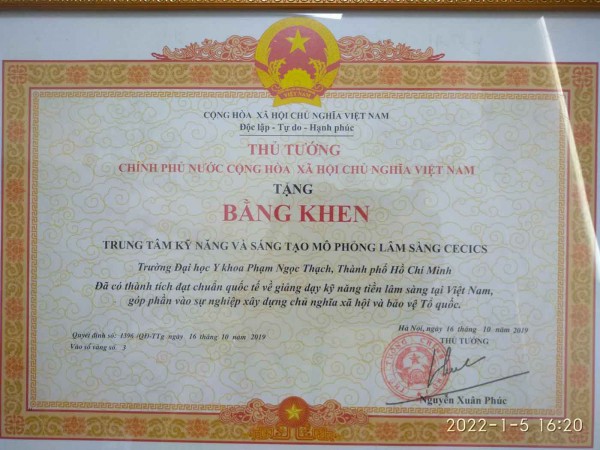 CỘNG HÒA XÃ HỘI CHỦ NGHĨA VIỆT NAM
Độc lập - Tự do - Hạnh phúc
THỦ TƯỚNG
CHÍNH PHỦ NƯỚC CỘNG HÒA XÃ HỘI CHỦ NGHĨA VIỆT NAM
TẶNG
BẰNG KHEN
TRUNG TÂM KỸ NĂNG VÀ SÁNG TẠO MÔ PHỎNG LÂM SÀNG CECICS
Trường Đại học Y khoa Phạm Ngọc Thạch, Thành phố Hồ Chí Minh
Đã có thành tích đạt chuẩn quốc tế về giảng dạy kỹ năng tiền lâm sàng tại Việt Nam,
góp phần vào sự nghiệp xây dựng chủ nghĩa xã hội và bảo vệ Tổ quốc.
Quyết định số: 1396 /QĐ-TTg ngày 16 tháng 10 năm 2019
Vào sổ vàng số: 3
Hà Nội, ngày 16 tháng 10 năm 2019
THỦ TƯỚNG
Nguyễn Xuân Phúc
2022-1-5 16:20